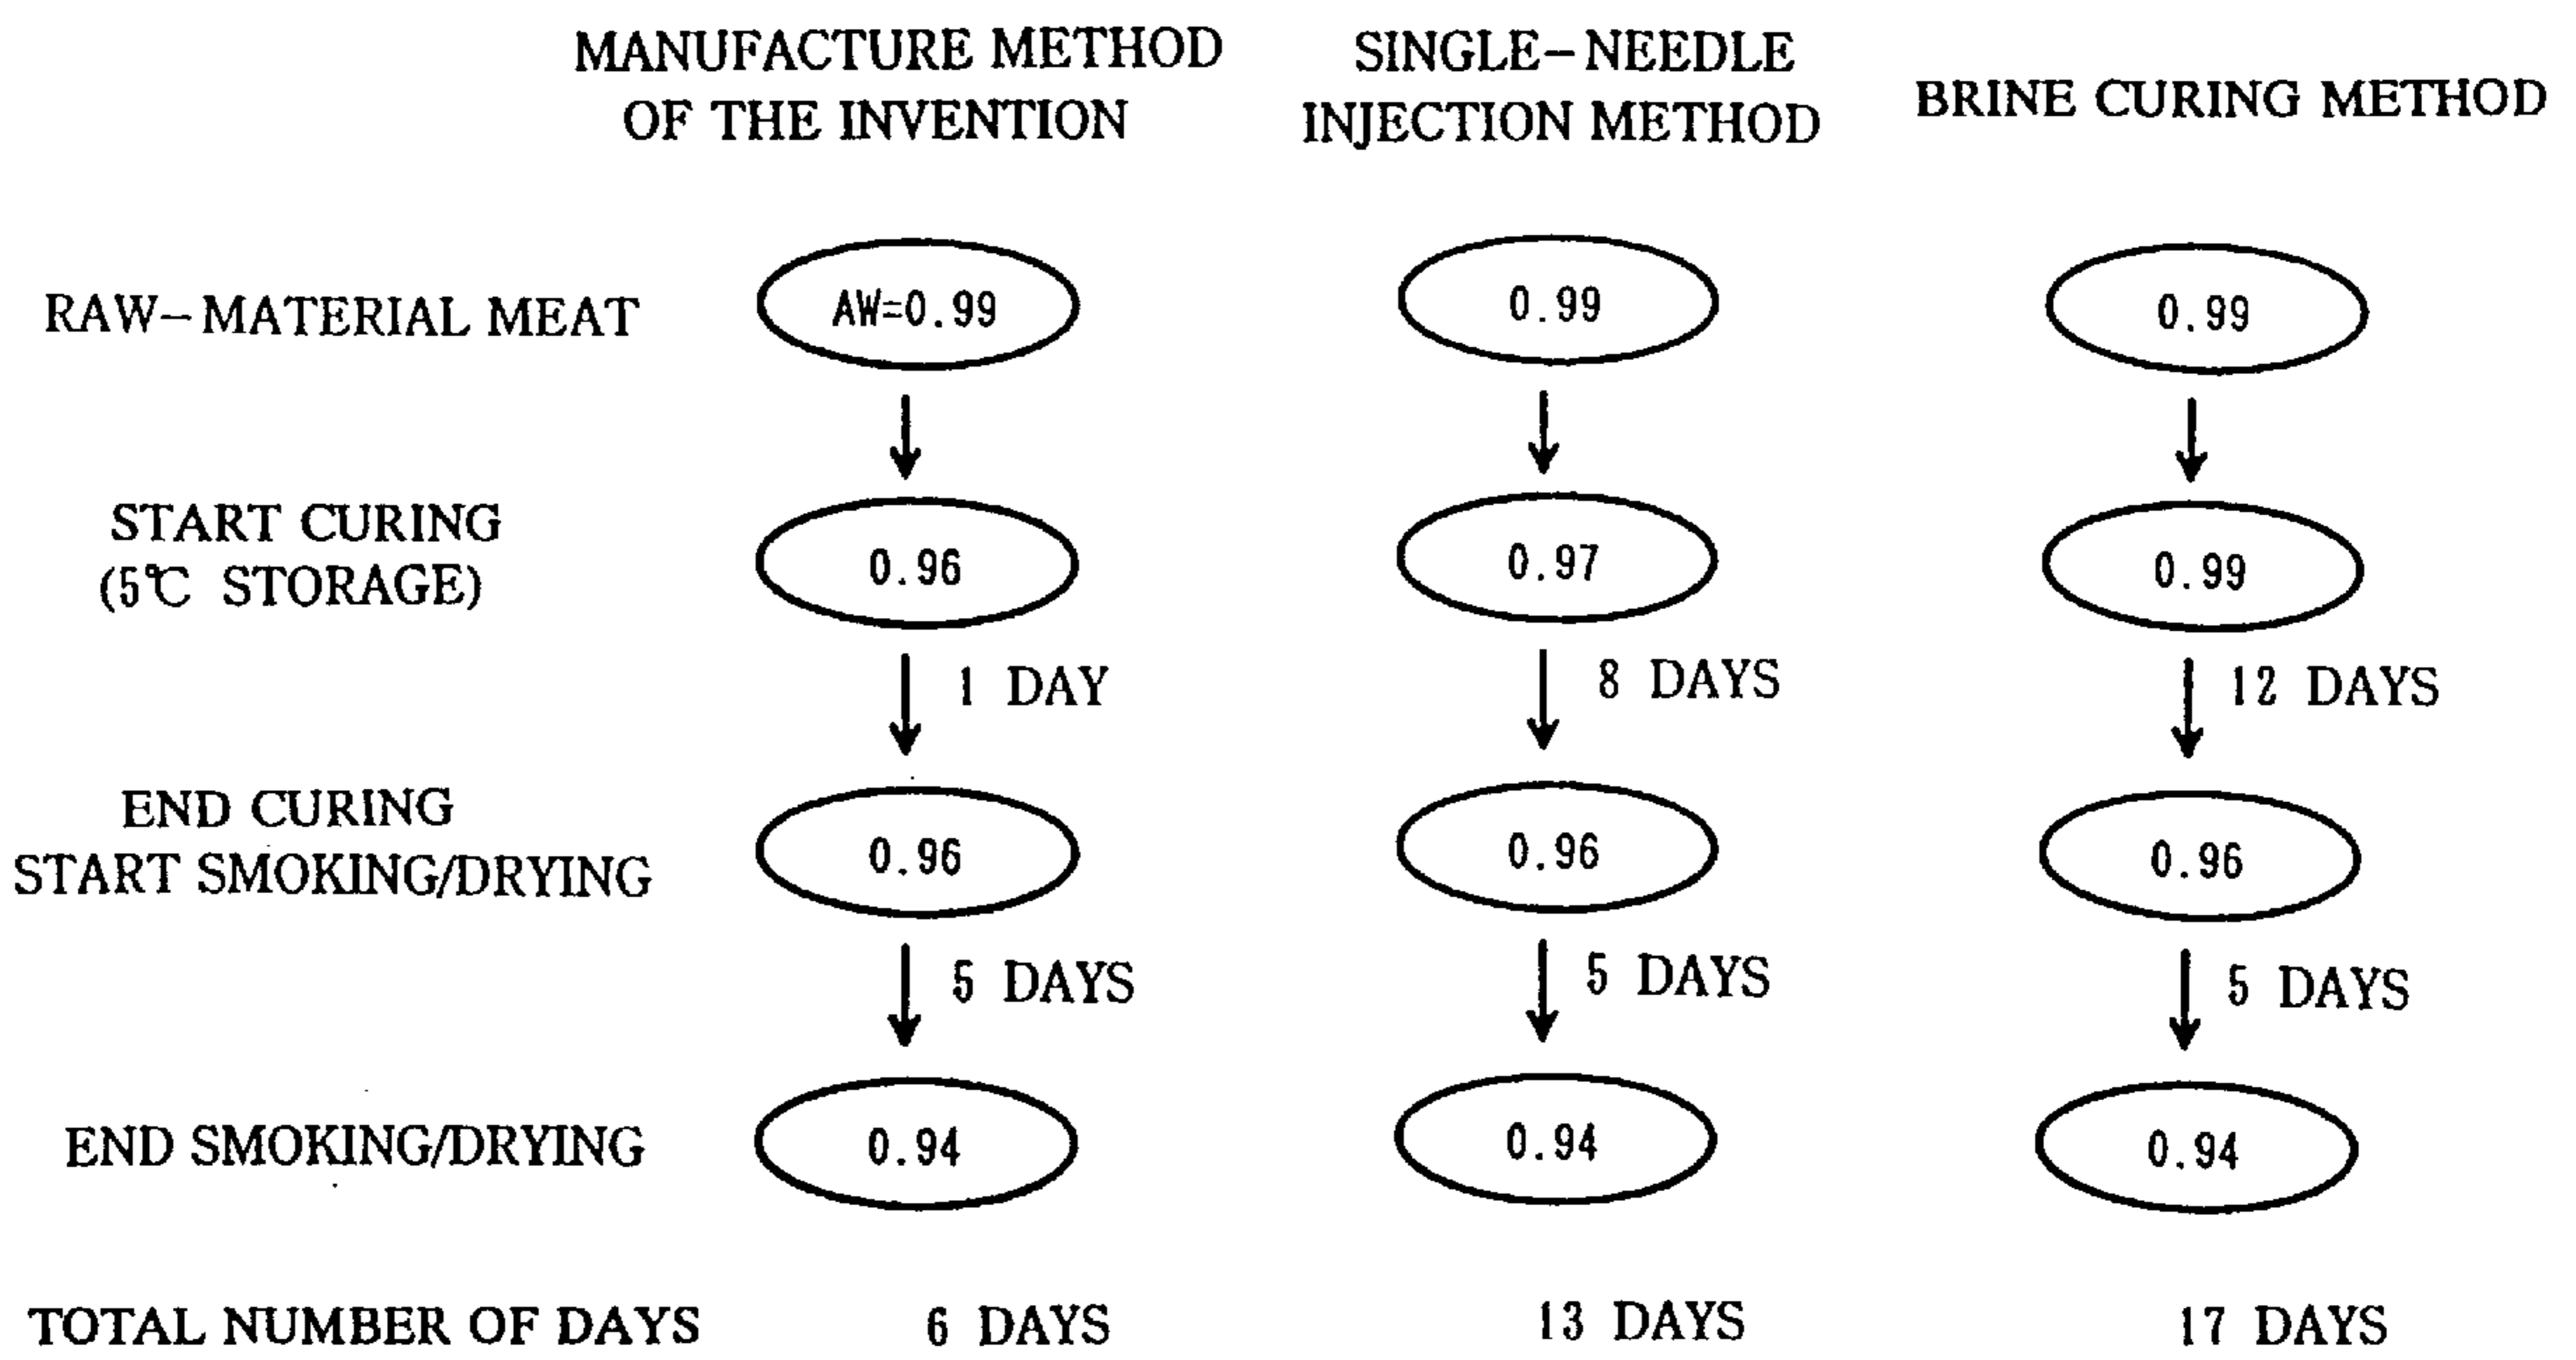 MANUFACTURE METHOD
OF THE INVENTION
SINGLE-NEEDLE
INJECTION METHOD
BRINE CURING METHOD
RAW-MATERIAL MEAT
AW=0.99
0.99
0.99
START CURING
(5℃ STORAGE)
0.96
0.97
0.99
1 DAY
8 DAYS
12 DAYS
END CURING
START SMOKING/DRYING
0.96
0.96
0.96
5 DAYS
5 DAYS
5 DAYS
END SMOKING/DRYING
0.94
0.94
0.94
TOTAL NUMBER OF DAYS
6 DAYS
13 DAYS
17 DAYS